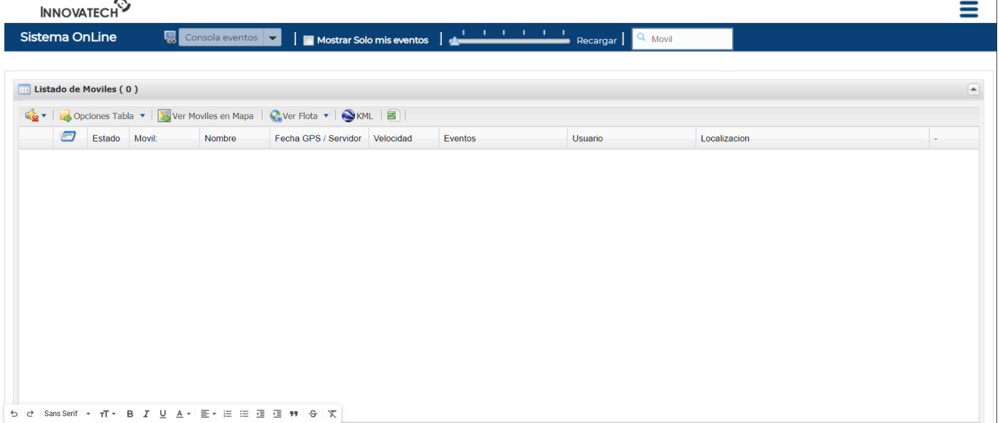 INNOVATECH
Sistema OnLine Consola eventos Mostrar Solo mis eventos Recargar Movil
Listado de Moviles ( 0 )
Opciones Tabla Ver Moviles en Mapa Ver Flota KML
Estado Movil: Nombre Fecha GPS / Servidor Velocidad Eventos Usuario Localizacion -
Sans Serif